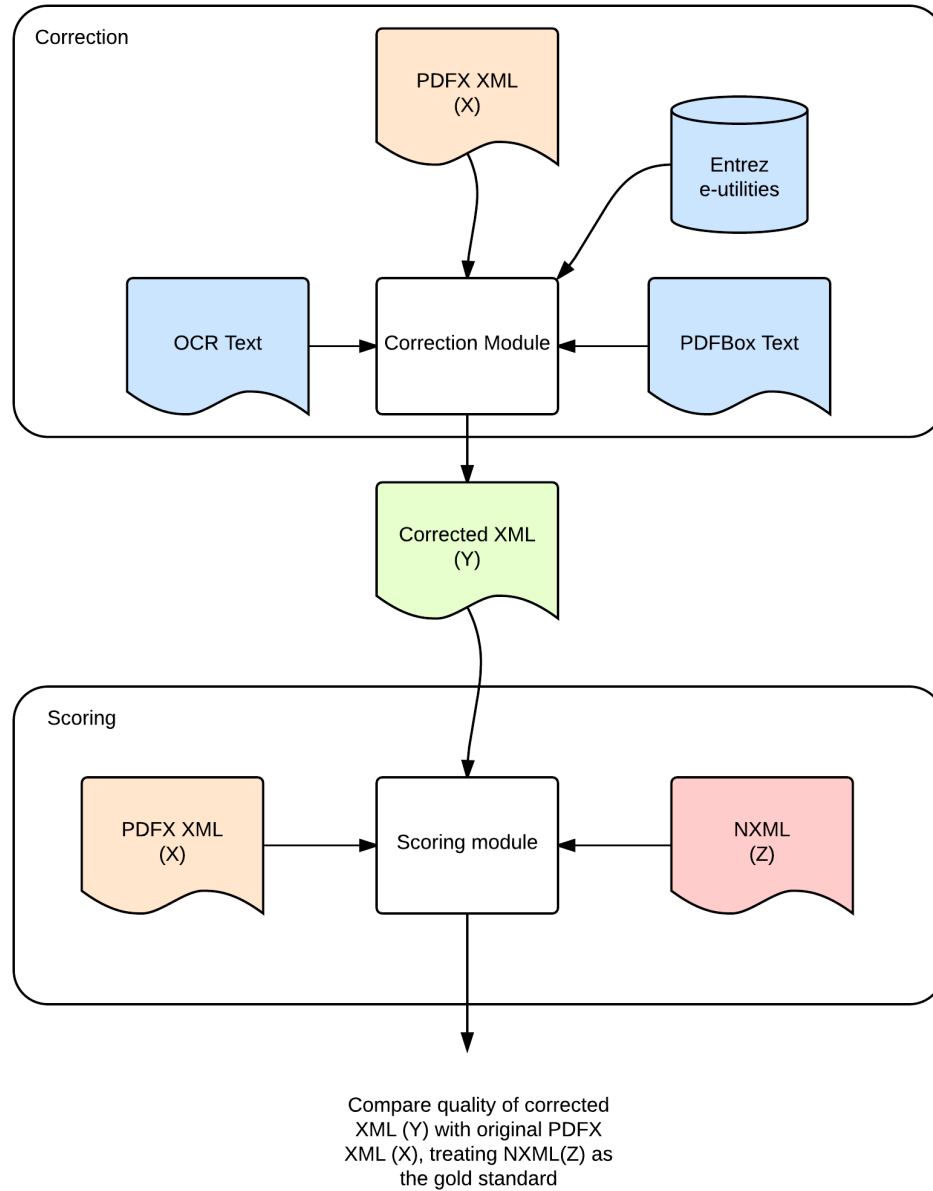 Correction
PDFX XML
(X)
Entrez
e-utilities
OCR Text
Correction Module
PDFBox Text
Corrected XML
(Y)
Scoring
PDFX XML
(X)
Scoring module
NXML
(Z)
Compare quality of corrected
XML (Y) with original PDFX
XML (X), treating NXML(Z) as
the gold standard